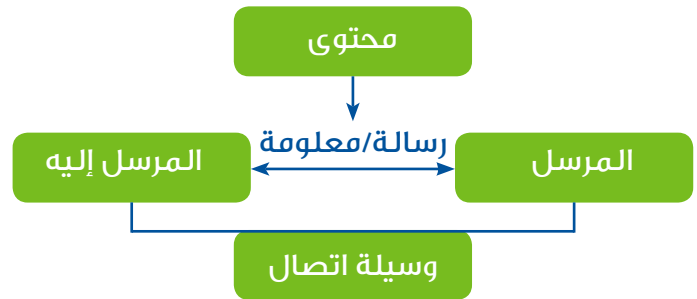 محتوى
رسالة/معلومة
المرسل
المرسل إليه
وسيلة اتصال